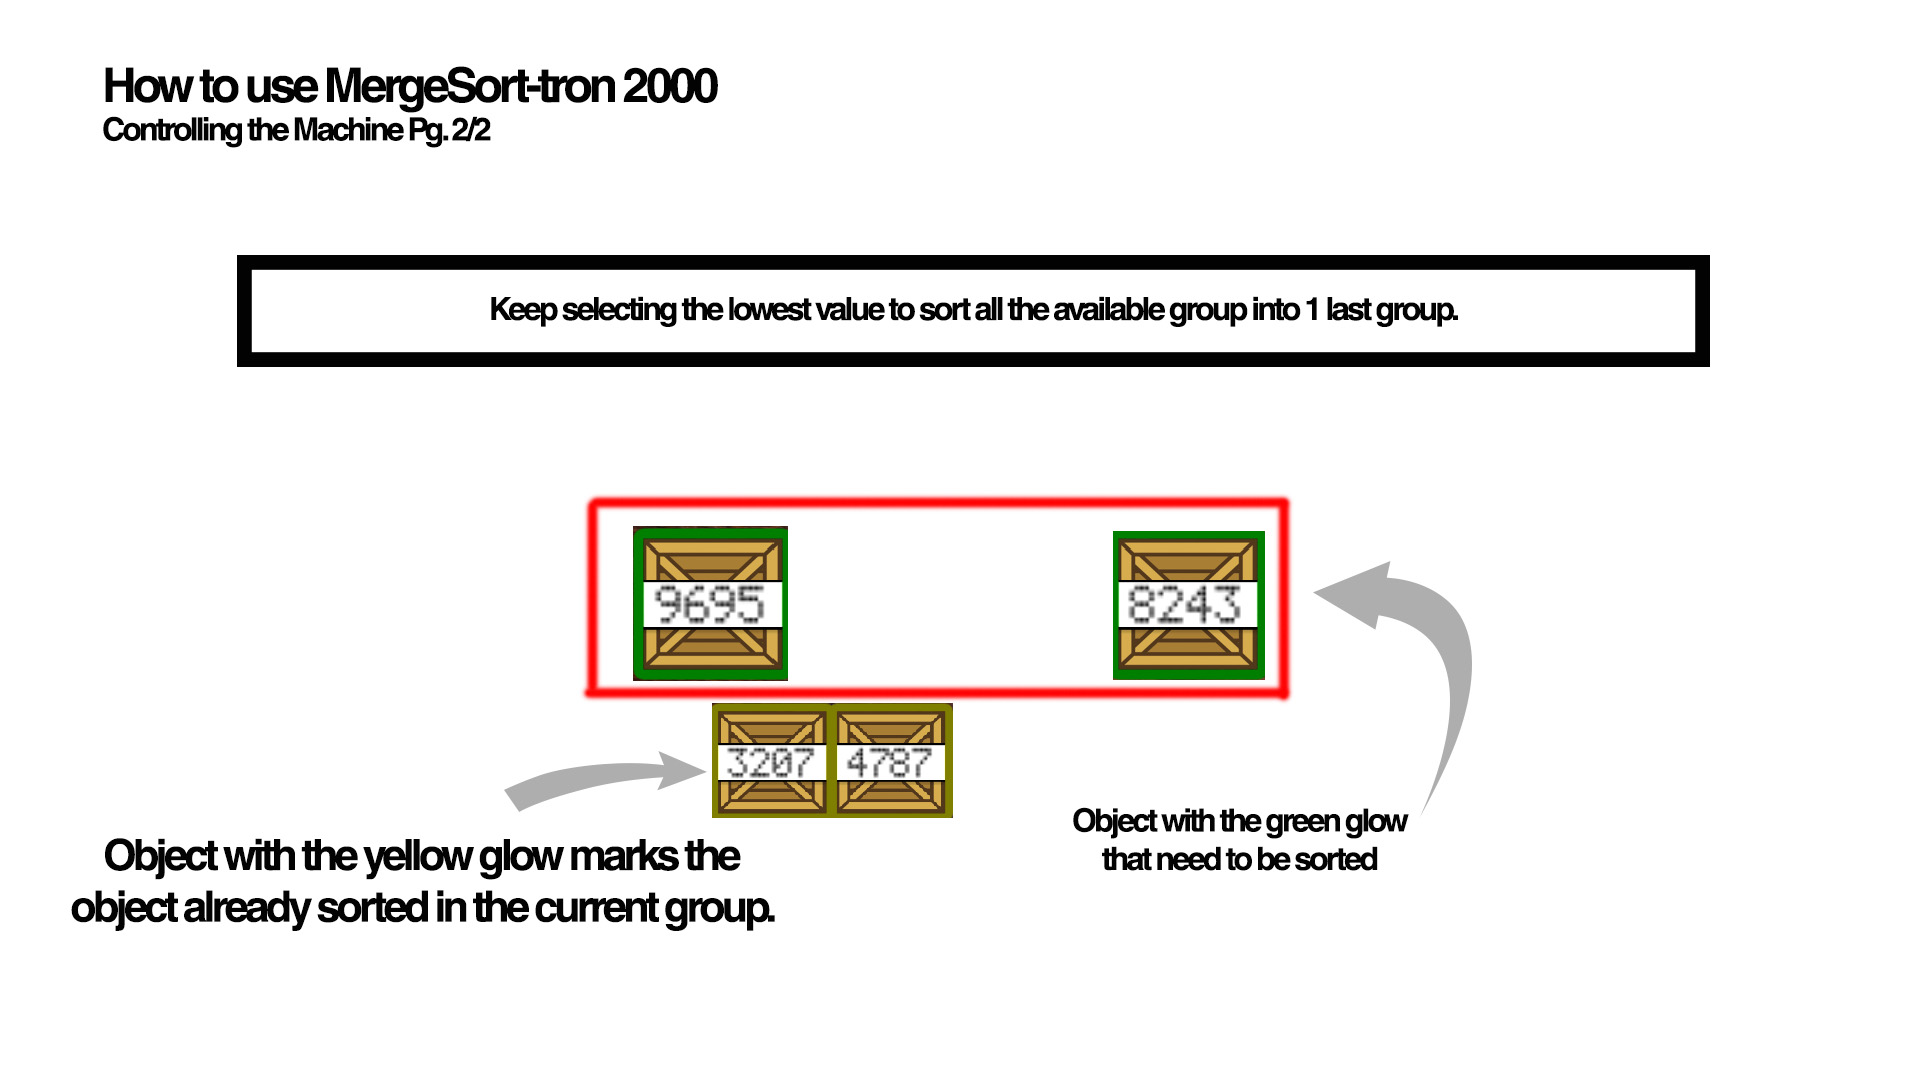 How to use MergeSort-tron 2000
Controlling the Machine Pg. 2/2
Keep selecting the lowest value to sort all the available group into 1 last group.
9695
8243
3207
4787
Object with the yellow glow marks the
object already sorted in the current group.
Object with the green glow
that need to be sorted